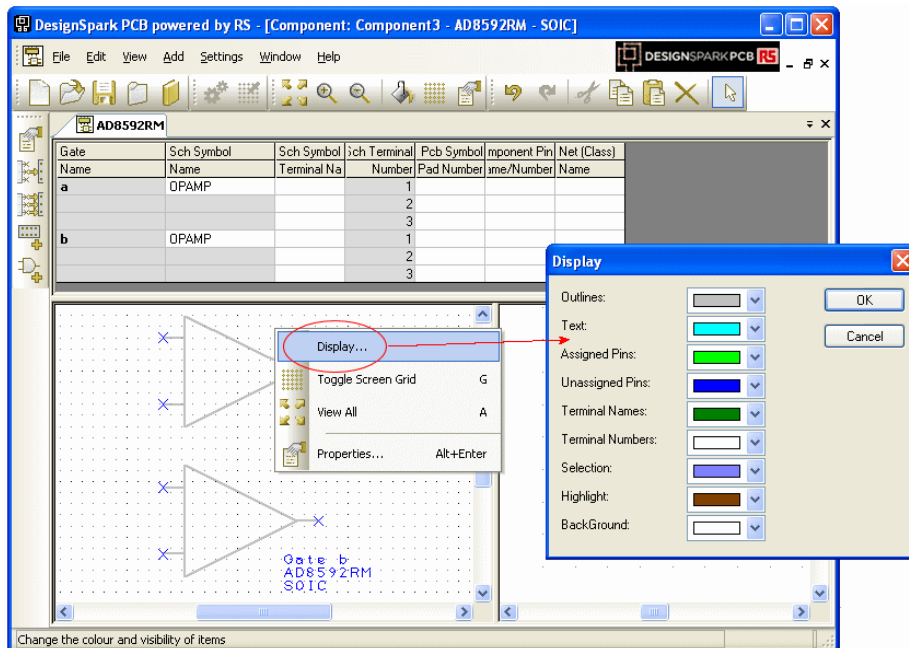 DesignSpark PCB powered by RS - [Component: Component3 - AD8592RM - SOIC]
File Edit View Add Settings Window Help
DESIGNSPARK PCB RS
AD8592RM
Gate Sch Symbol Sch Symbol Sch Terminal Pcb Symbol mponent Pin Net (Class)
Name Name Terminal Na Number Pad Number ame/Number Name
a OPAMP 1
2
3
b OPAMP 1
2
3
Display...
Toggle Screen Grid G
View All A
Properties... Alt+Enter
Gate b
AD8592RM
SOIC
Display
Outlines:
OK
Text:
Cancel
Assigned Pins:
Unassigned Pins:
Terminal Names:
Terminal Numbers:
Selection:
Highlight:
BackGround:
Change the colour and visibility of items